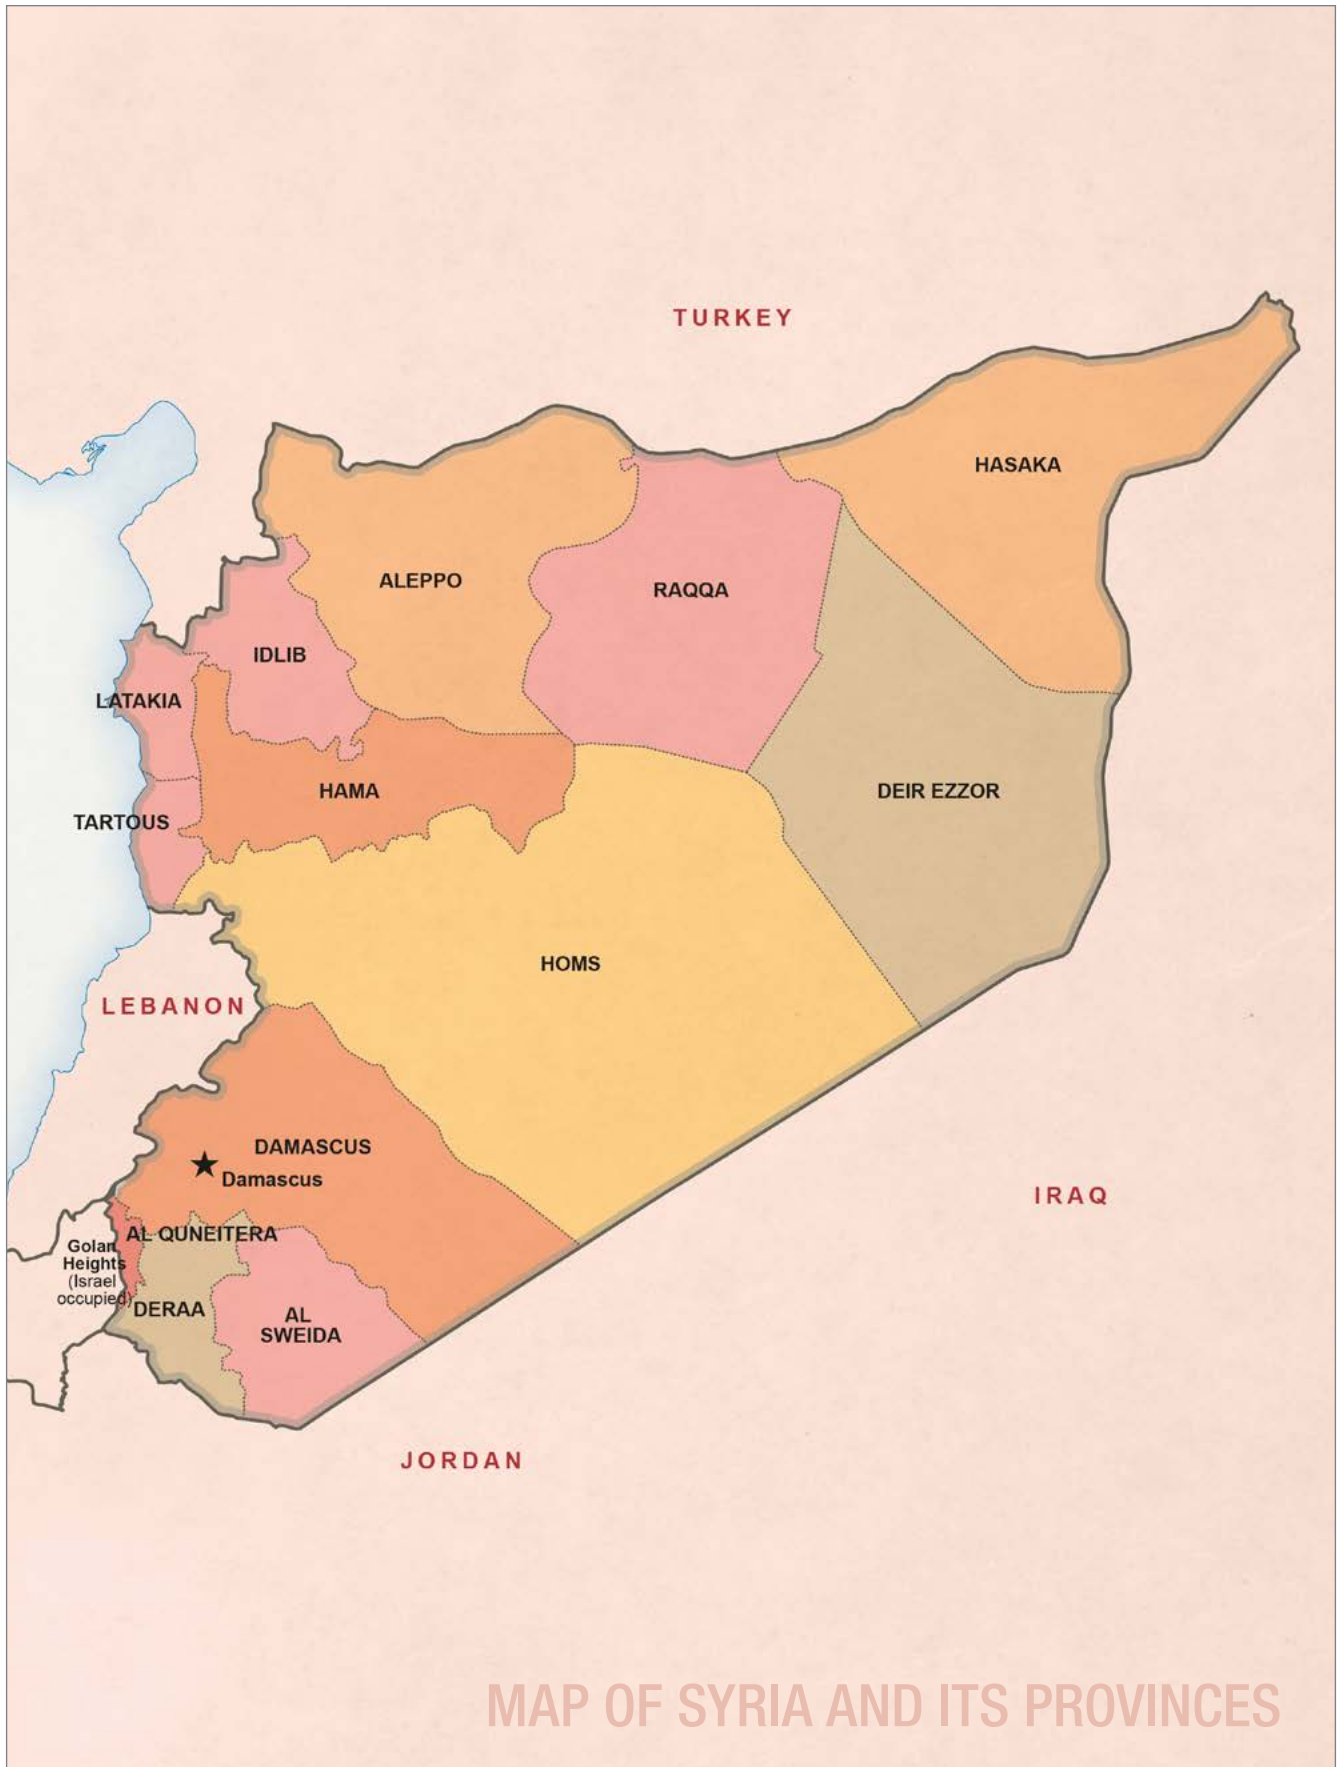 TURKEY
HASAKA
ALEPPO
RAQQA
IDLIB
LATAKIA
HAMA
DEIR EZZOR
TARTOUS
HOMS
LEBANON
DAMASCUS
Damascus
IRAQ
AL QUNEITERA
Golan
Heights
(Israel
occupied)
DERAA
AL
SWEIDA
JORDAN
MAP OF SYRIA AND ITS PROVINCES